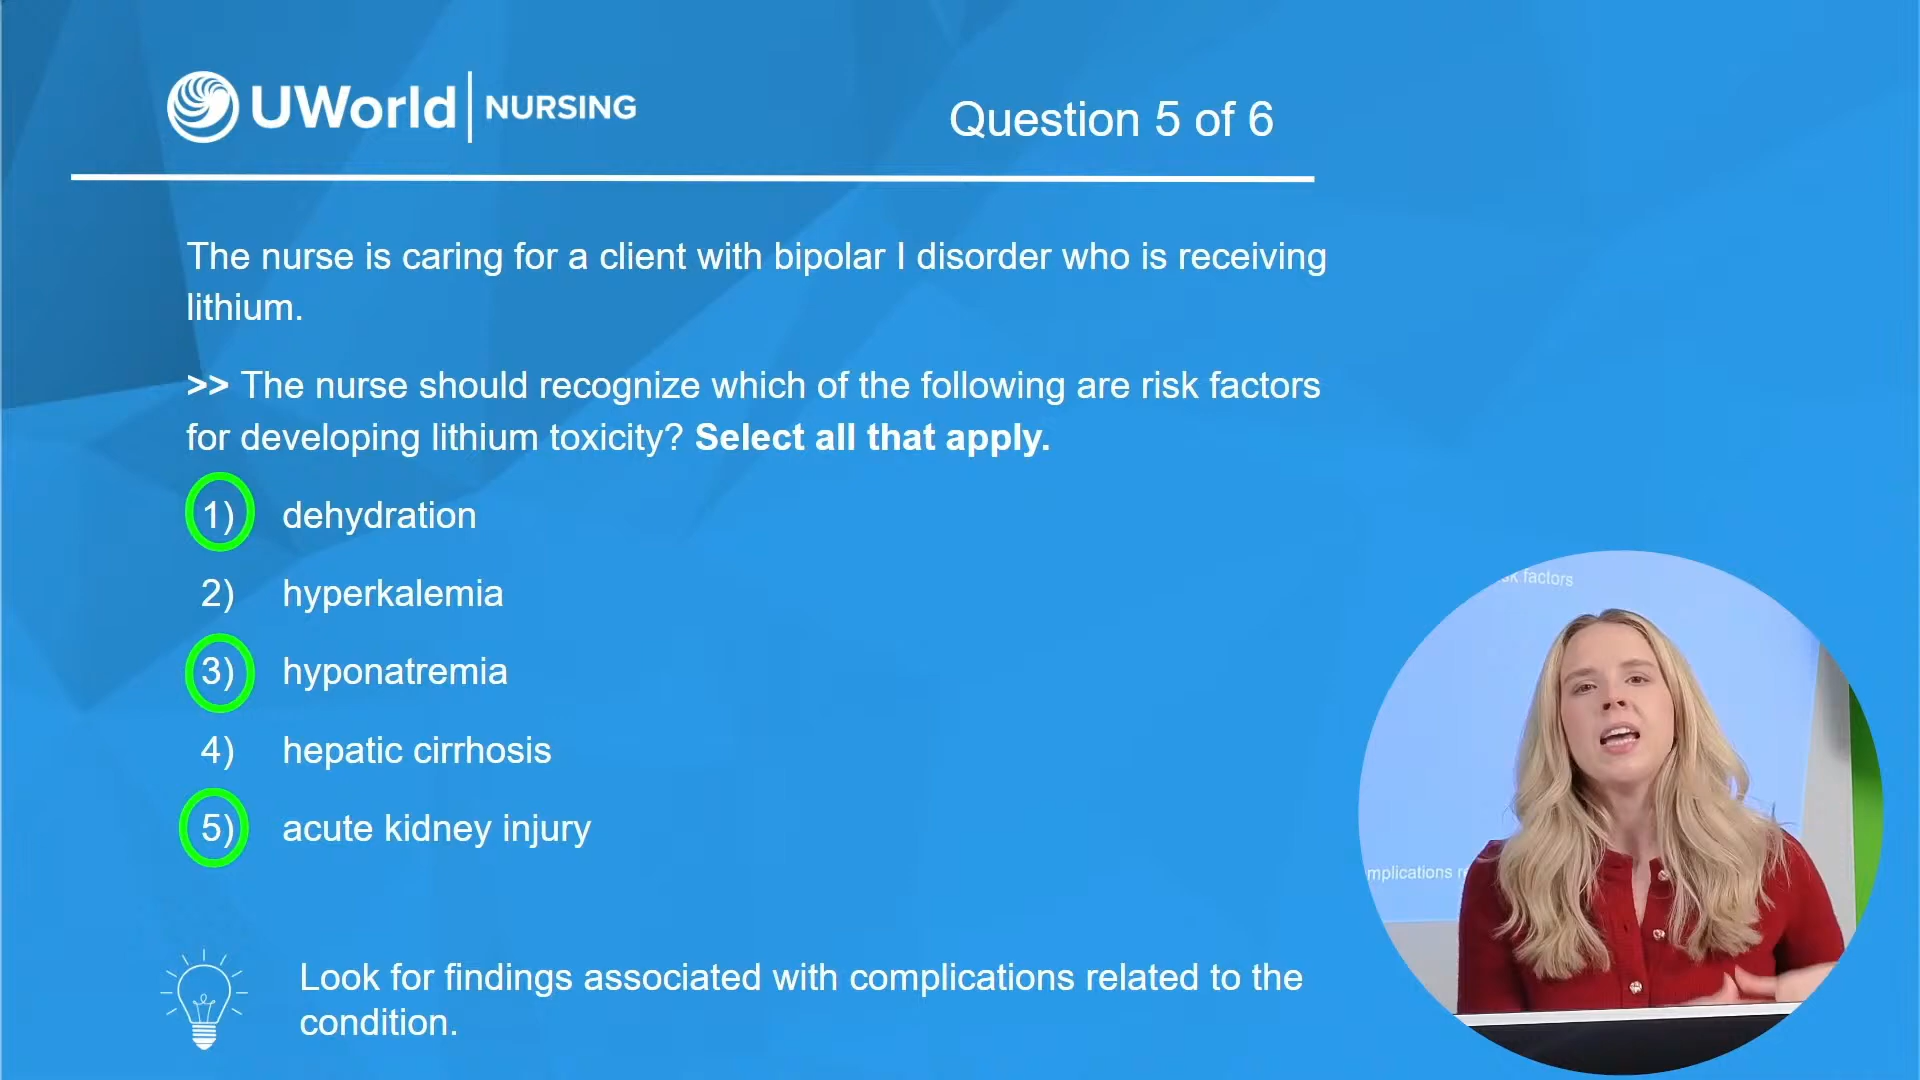 UWorld NURSING
Question 5 of 6
The nurse is caring for a client with bipolar I disorder who is receiving
lithium.
>> The nurse should recognize which of the following are risk factors
for developing lithium toxicity? Select all that apply.
1) dehydration
2) hyperkalemia
3) hyponatremia
4) hepatic cirrhosis
5) acute kidney injury
Look for findings associated with complications related to the
condition.
factors